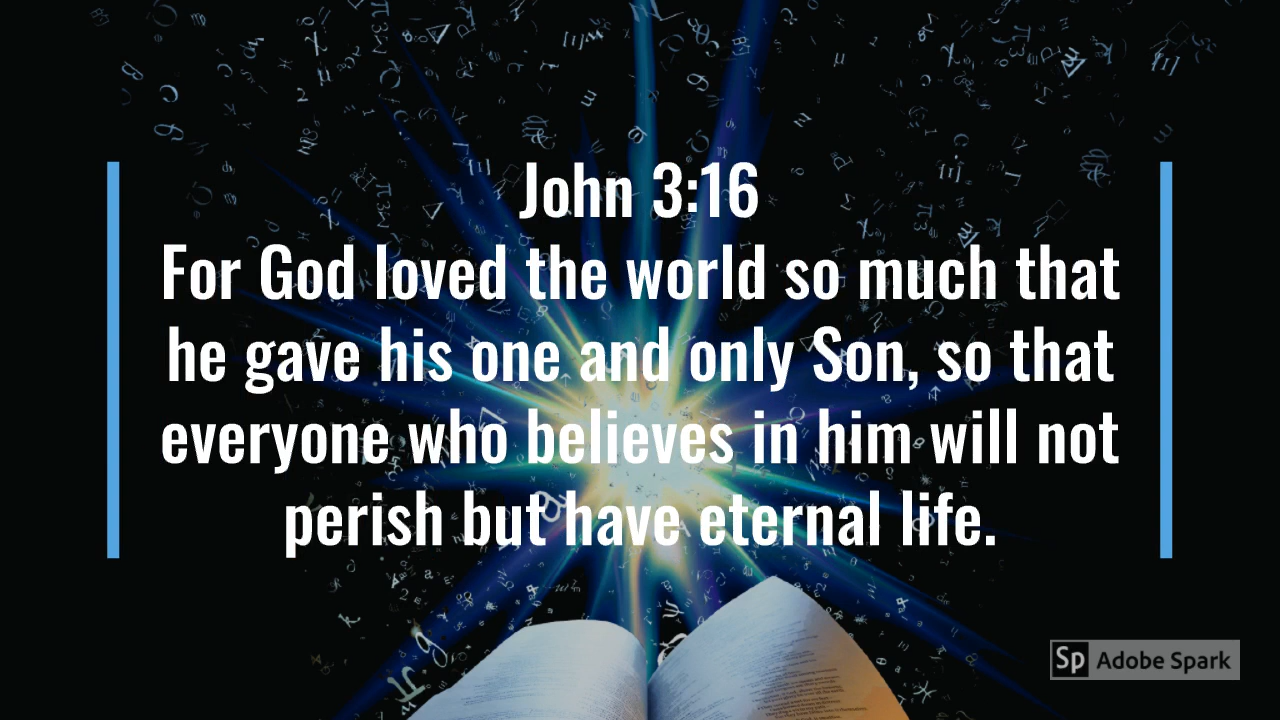 John 3:16
For God loved the world so much that
he gave his one and only Son, so that
everyone who believes in him will not
perish but have eternal life.
Sp Adobe Spark